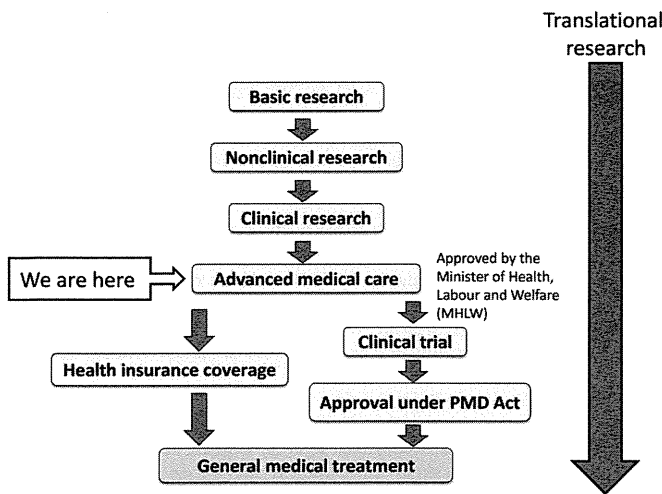 Translational
research
Basic research
Nonclinical research
Clinical research
We are here
Advanced medical care
Approved by the
Minister of Health,
Labour and Welfare
(MHLW)
Clinical trial
Health insurance coverage
Approval under PMD Act
General medical treatment